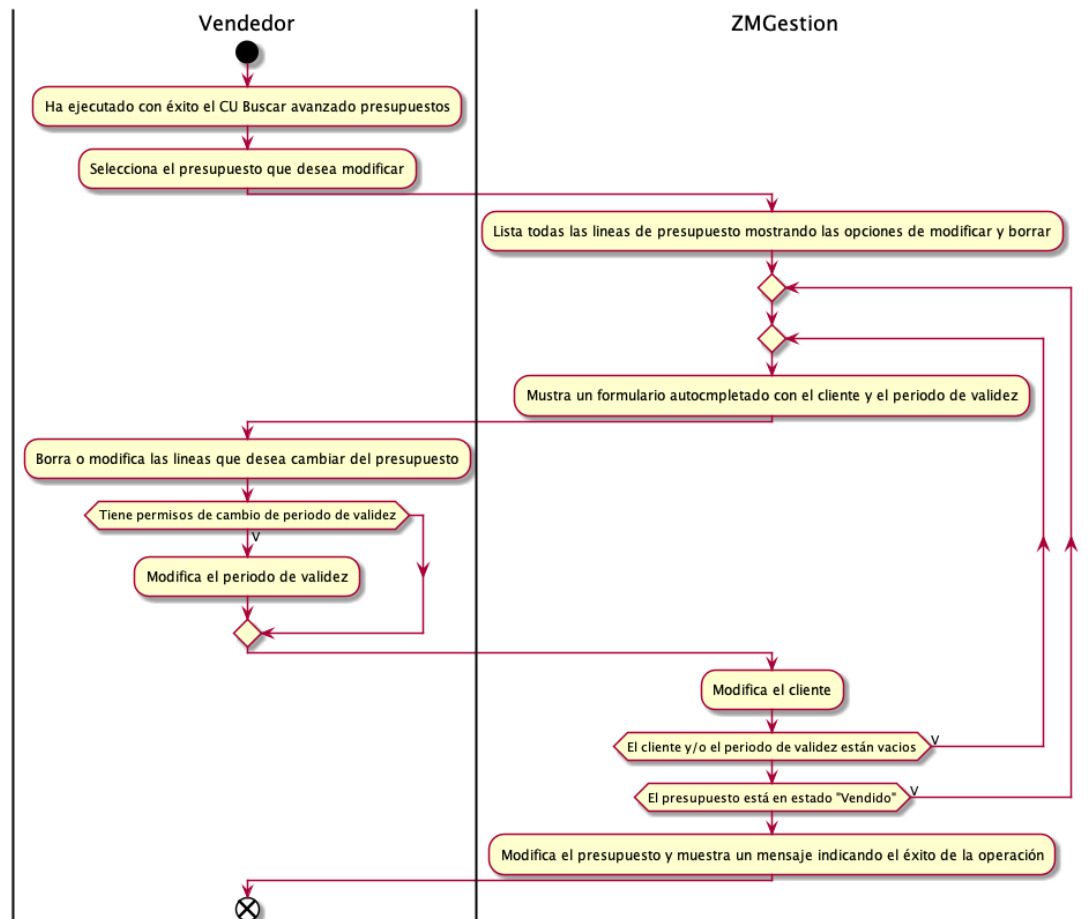 Vendedor
ZMGestion
Ha ejecutado con éxito el CU Buscar avanzado presupuestos
Selecciona el presupuesto que desea modificar
Lista todas las lineas de presupuesto mostrando las opciones de modificar y borrar
Mustra un formulario autocmpletado con el cliente y el periodo de validez
Borra o modifica las lineas que desea cambiar del presupuesto
Tiene permisos de cambio de periodo de validez
V
Modifica el periodo de validez
Modifica el cliente
El cliente y/o el periodo de validez están vacios
V
El presupuesto está en estado "Vendido"
V
Modifica el presupuesto y muestra un mensaje indicando el éxito de la operación